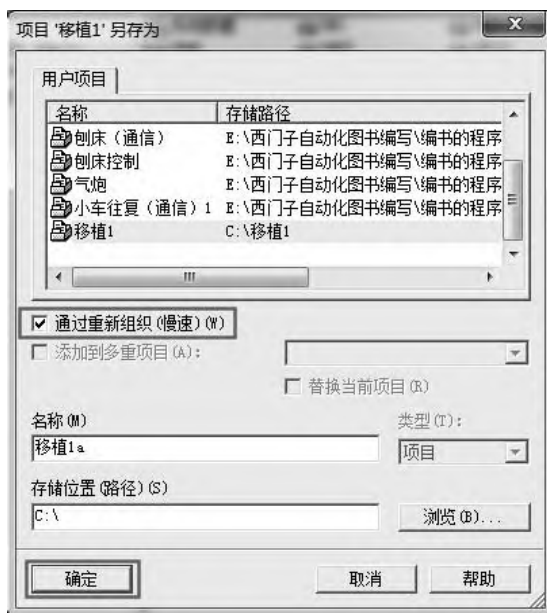 项目 '移植1' 另存为
用户项目
名称 存储路径
刨床（通信） E:\西门子自动化图书编写\编书的程序
刨床控制 E:\西门子自动化图书编写\编书的程序
气炮 E:\西门子自动化图书编写\编书的程序
小车往复（通信）1 E:\西门子自动化图书编写\编书的程序
移植1 C:\移植1
通过重新组织(慢速)(W)
添加到多重项目(A):
替换当前项目(R)
名称(M) 类型(T):
移植1a 项目
存储位置(路径)(S)
C:\ 浏览(B)...
确定 取消 帮助